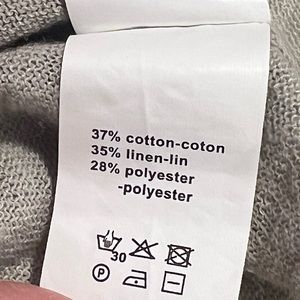 37% cotton-coton
35% linen-lin
28% polyester
-polyester
30
P